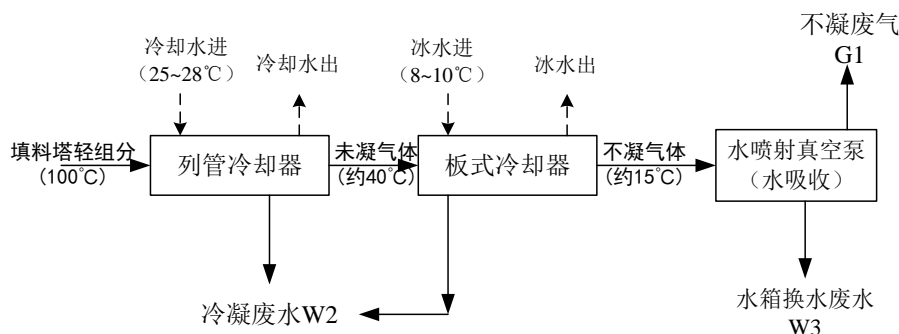 不凝废气
G1
冷却水进
（25~28℃）
冷却水出
冰水进
（8~10℃）
冰水出
填料塔轻组分
(100℃)
列管冷却器
未凝气体
(约40℃)
板式冷却器
不凝气体
(约15℃)
水喷射真空泵
（水吸收）
冷凝废水W2
水箱换水废水
W3